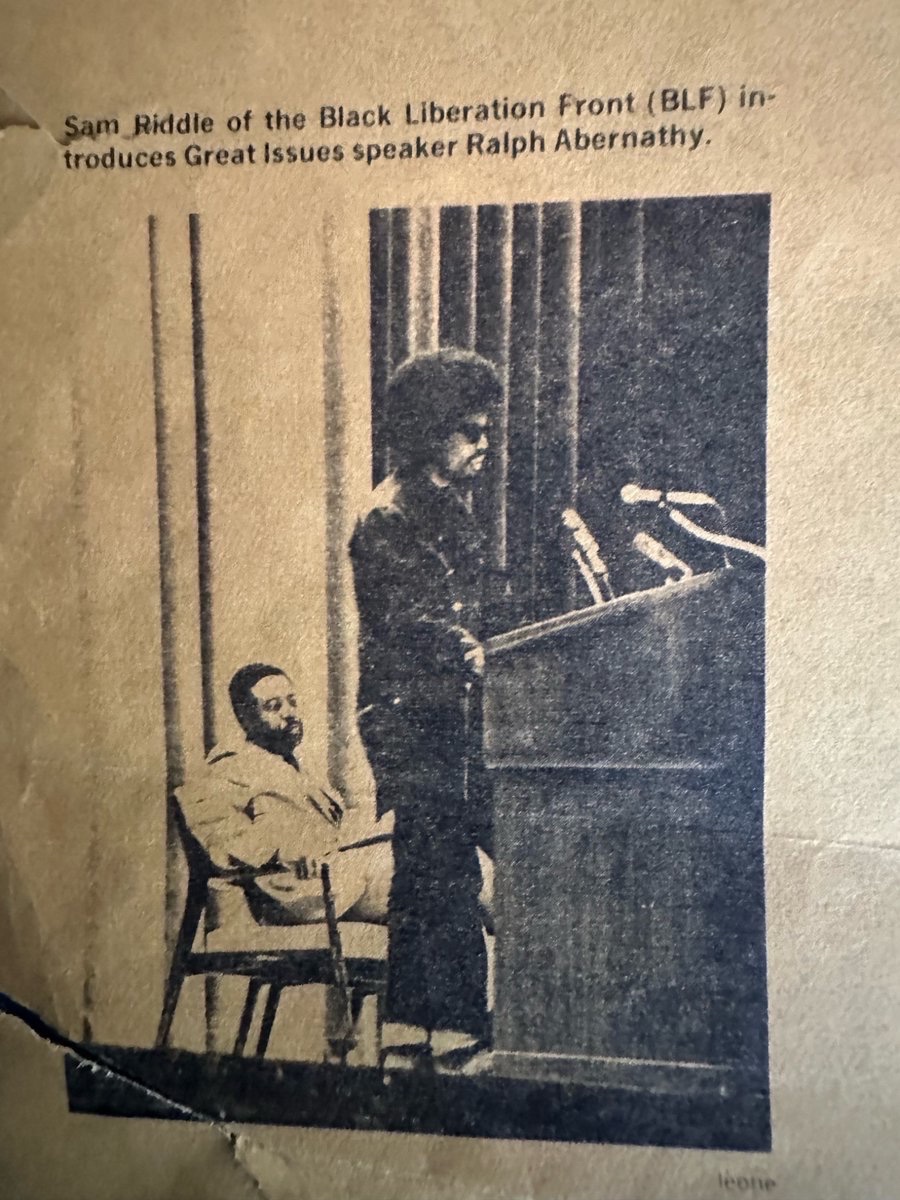 Sam Riddle of the Black Liberation Front (BLF) in-
troduces Great Issues speaker Ralph Abernathy.
leone